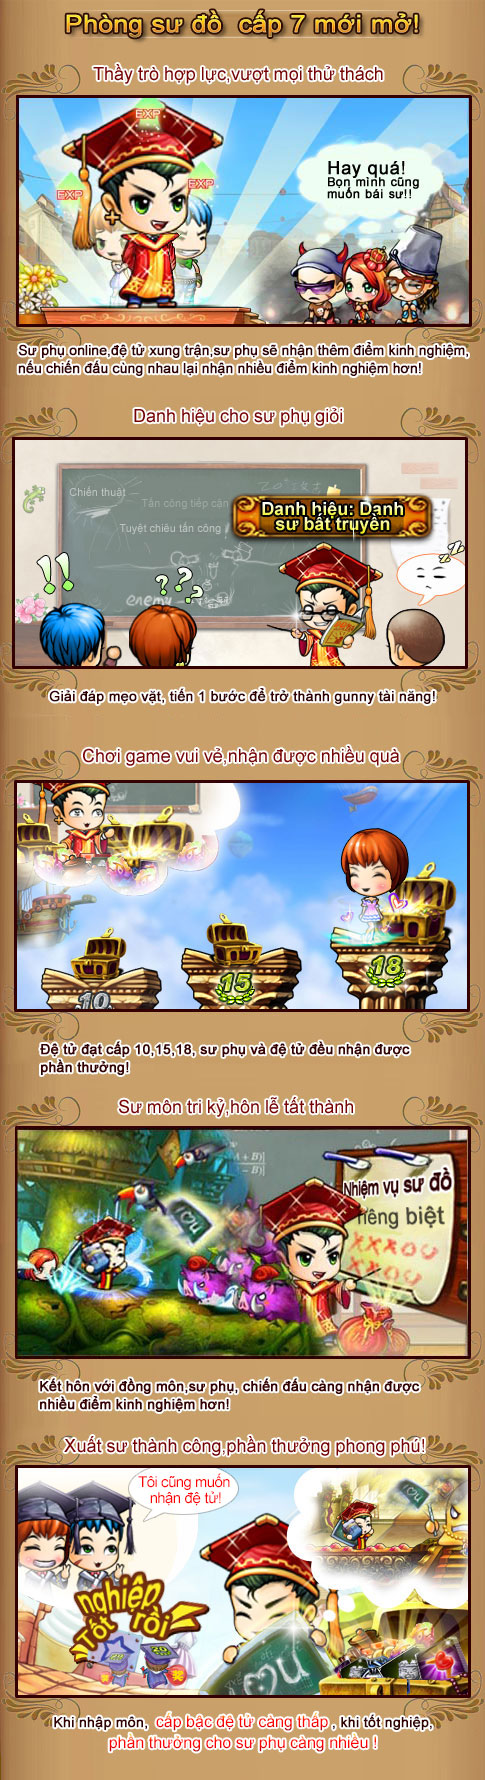 Phòng sư đồ cấp 7 mới mở!
Thầy trò hợp lực,vượt mọi thử thách
EXP
EXP
EXP
Hay quá!
Bọn mình cũng
muốn bái sư!!
Sư phụ online,đệ tử xung trận,sư phụ sẽ nhận thêm điểm kinh nghiệm,
nếu chiến đấu cùng nhau lại nhận nhiều điểm kinh nghiệm hơn!
Danh hiệu cho sư phụ giỏi
Chiến thuật
Tấn công tiếp cận
Tuyệt chiêu tấn công
Danh hiệu: Danh
sư bất truyền
enemy
!!
???
zz
Giải đáp mẹo vặt, tiến 1 bước để trở thành gunny tài năng!
Chơi game vui vẻ,nhận được nhiều quà
10
15
18
Đệ tử đạt cấp 10,15,18, sư phụ và đệ tử đều nhận được
phần thưởng!
Sư môn tri kỷ,hôn lễ tất thành
Nhiệm vụ sư đồ
riêng biệt
Kết hôn với đồng môn,sư phụ, chiến đấu càng nhận được
nhiều điểm kinh nghiệm hơn!
Xuất sư thành công,phần thưởng phong phú!
Tôi cũng muốn
nhận đệ tử!
Tốt nghiệp rồi
Khi nhập môn, cấp bậc đệ tử càng thấp, khi tốt nghiệp,
phần thưởng cho sư phụ càng nhiều !